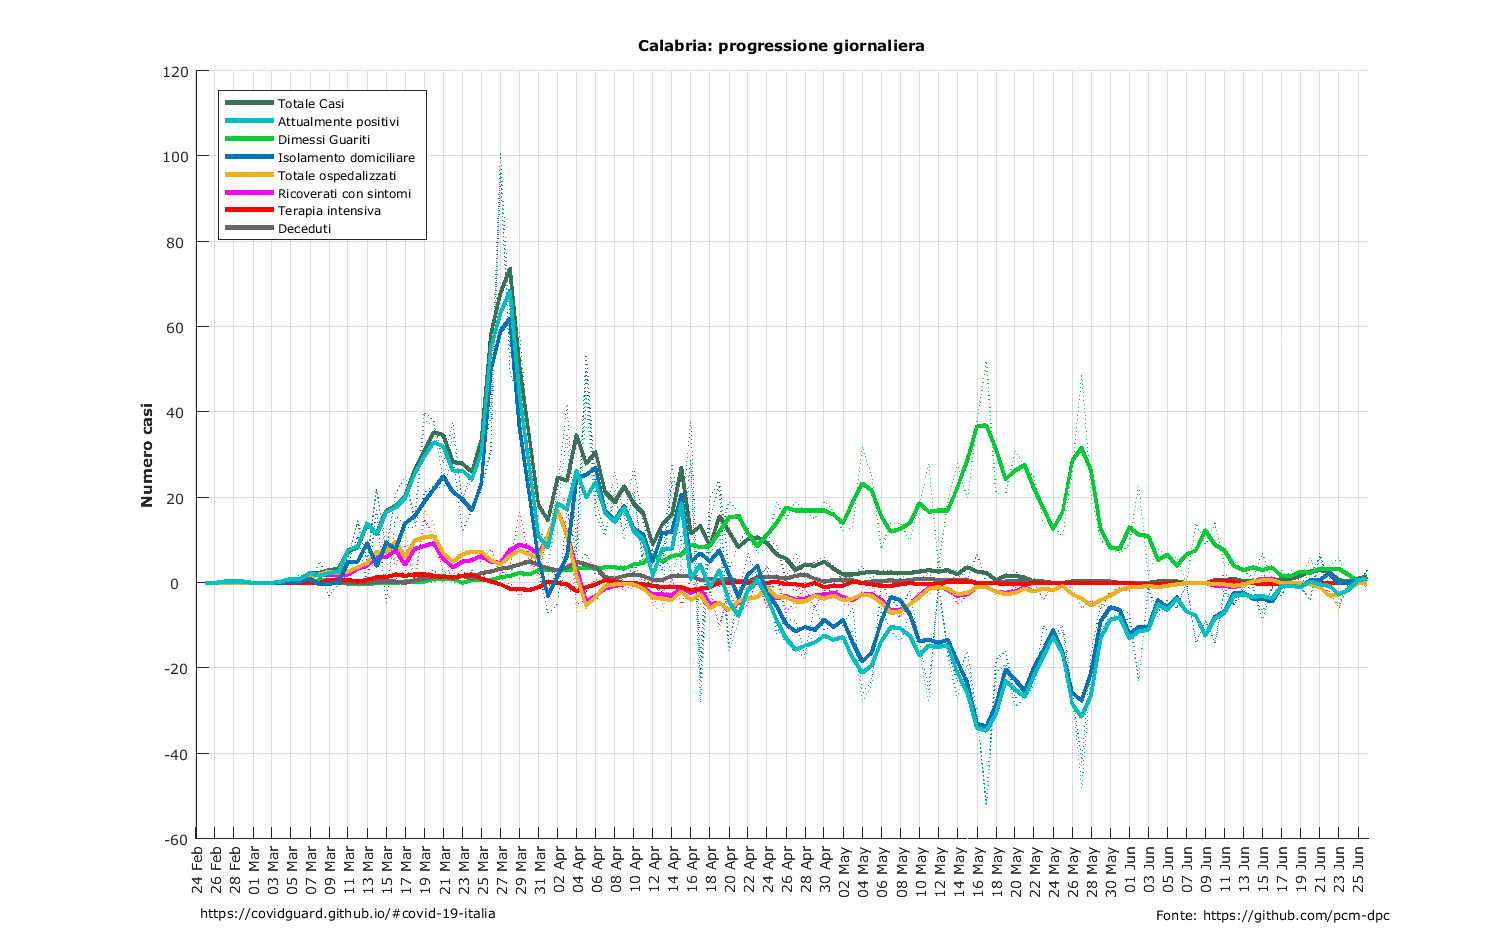 Calabria: progressione giornaliera
Numero casi
120
100
80
60
40
20
0
-20
-40
-60
Totale Casi
Attualmente positivi
Dimessi Guariti
Isolamento domiciliare
Totale ospedalizzati
Ricoverati con sintomi
Terapia intensiva
Deceduti
24 Feb
26 Feb
28 Feb
01 Mar
03 Mar
05 Mar
07 Mar
09 Mar
11 Mar
13 Mar
15 Mar
17 Mar
19 Mar
21 Mar
23 Mar
25 Mar
27 Mar
29 Mar
31 Mar
02 Apr
04 Apr
06 Apr
08 Apr
10 Apr
12 Apr
14 Apr
16 Apr
18 Apr
20 Apr
22 Apr
24 Apr
26 Apr
28 Apr
30 Apr
02 May
04 May
06 May
08 May
10 May
12 May
14 May
16 May
18 May
20 May
22 May
24 May
26 May
28 May
30 May
01 Jun
03 Jun
05 Jun
07 Jun
09 Jun
11 Jun
13 Jun
15 Jun
17 Jun
19 Jun
21 Jun
23 Jun
25 Jun
https://covidguard.github.io/#covid-19-italia
Fonte: https://github.com/pcm-dpc